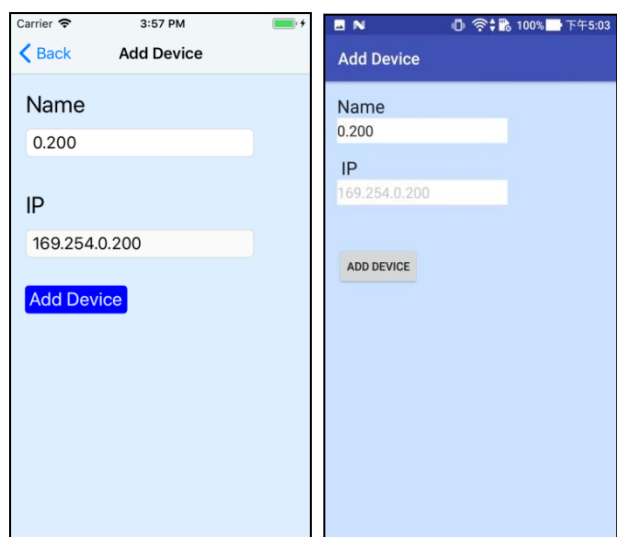 Carrier 3:57 PM
Back Add Device
Name
0.200
IP
169.254.0.200
Add Device
N 100% 下午5:03
Add Device
Name
0.200
IP
169.254.0.200
ADD DEVICE